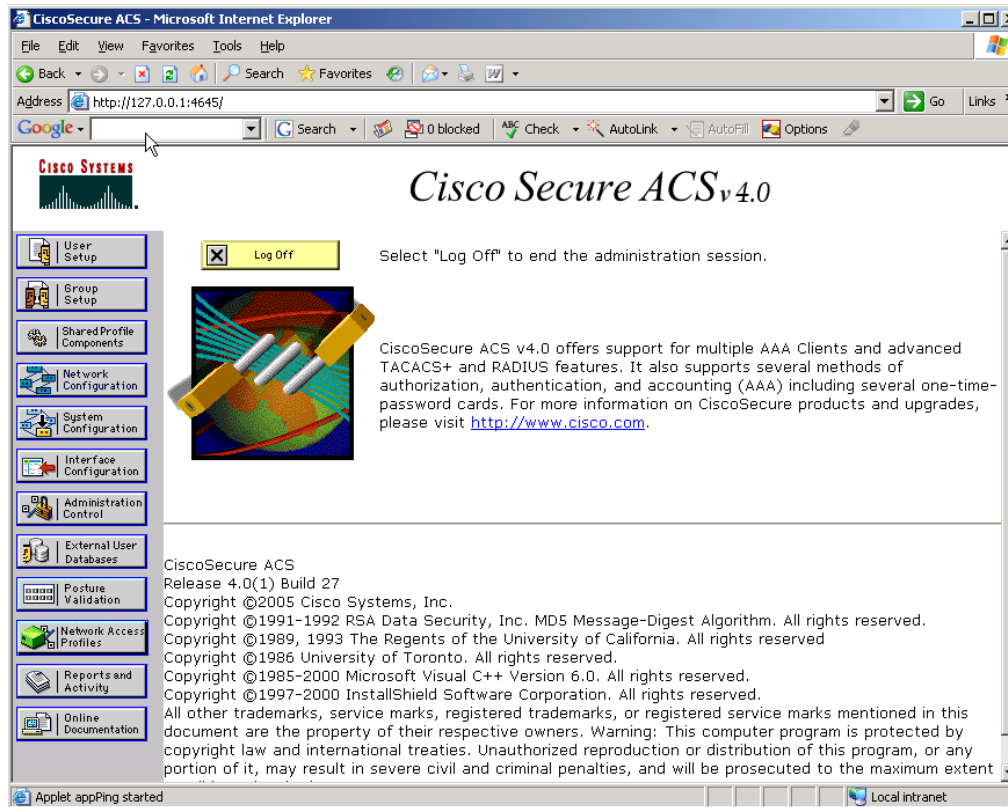 CiscoSecure ACS - Microsoft Internet Explorer
File Edit View Favorites Tools Help
Back Search Favorites
Address http://127.0.0.1:4645/ Go Links
Google Search 0 blocked ABC Check AutoLink AutoFill Options
CISCO SYSTEMS
Cisco Secure ACS v 4.0
User
Setup
Group
Setup
Shared Profile
Components
Network
Configuration
System
Configuration
Interface
Configuration
Administration
Control
External User
Databases
Posture
Validation
Network Access
Profiles
Reports and
Activity
Online
Documentation
Log Off
Select "Log Off" to end the administration session.
CiscoSecure ACS v4.0 offers support for multiple AAA Clients and advanced
TACACS+ and RADIUS features. It also supports several methods of
authorization, authentication, and accounting (AAA) including several one-time-
password cards. For more information on CiscoSecure products and upgrades,
please visit http://www.cisco.com.
CiscoSecure ACS
Release 4.0(1) Build 27
Copyright ©2005 Cisco Systems, Inc.
Copyright ©1991-1992 RSA Data Security, Inc. MD5 Message-Digest Algorithm. All rights reserved.
Copyright ©1989, 1993 The Regents of the University of California. All rights reserved
Copyright ©1986 University of Toronto. All rights reserved.
Copyright ©1985-2000 Microsoft Visual C++ Version 6.0. All rights reserved.
Copyright ©1997-2000 InstallShield Software Corporation. All rights reserved.
All other trademarks, service marks, registered trademarks, or registered service marks mentioned in this
document are the property of their respective owners. Warning: This computer program is protected by
copyright law and international treaties. Unauthorized reproduction or distribution of this program, or any
portion of it, may result in severe civil and criminal penalties, and will be prosecuted to the maximum extent
Applet appPing started
Local intranet